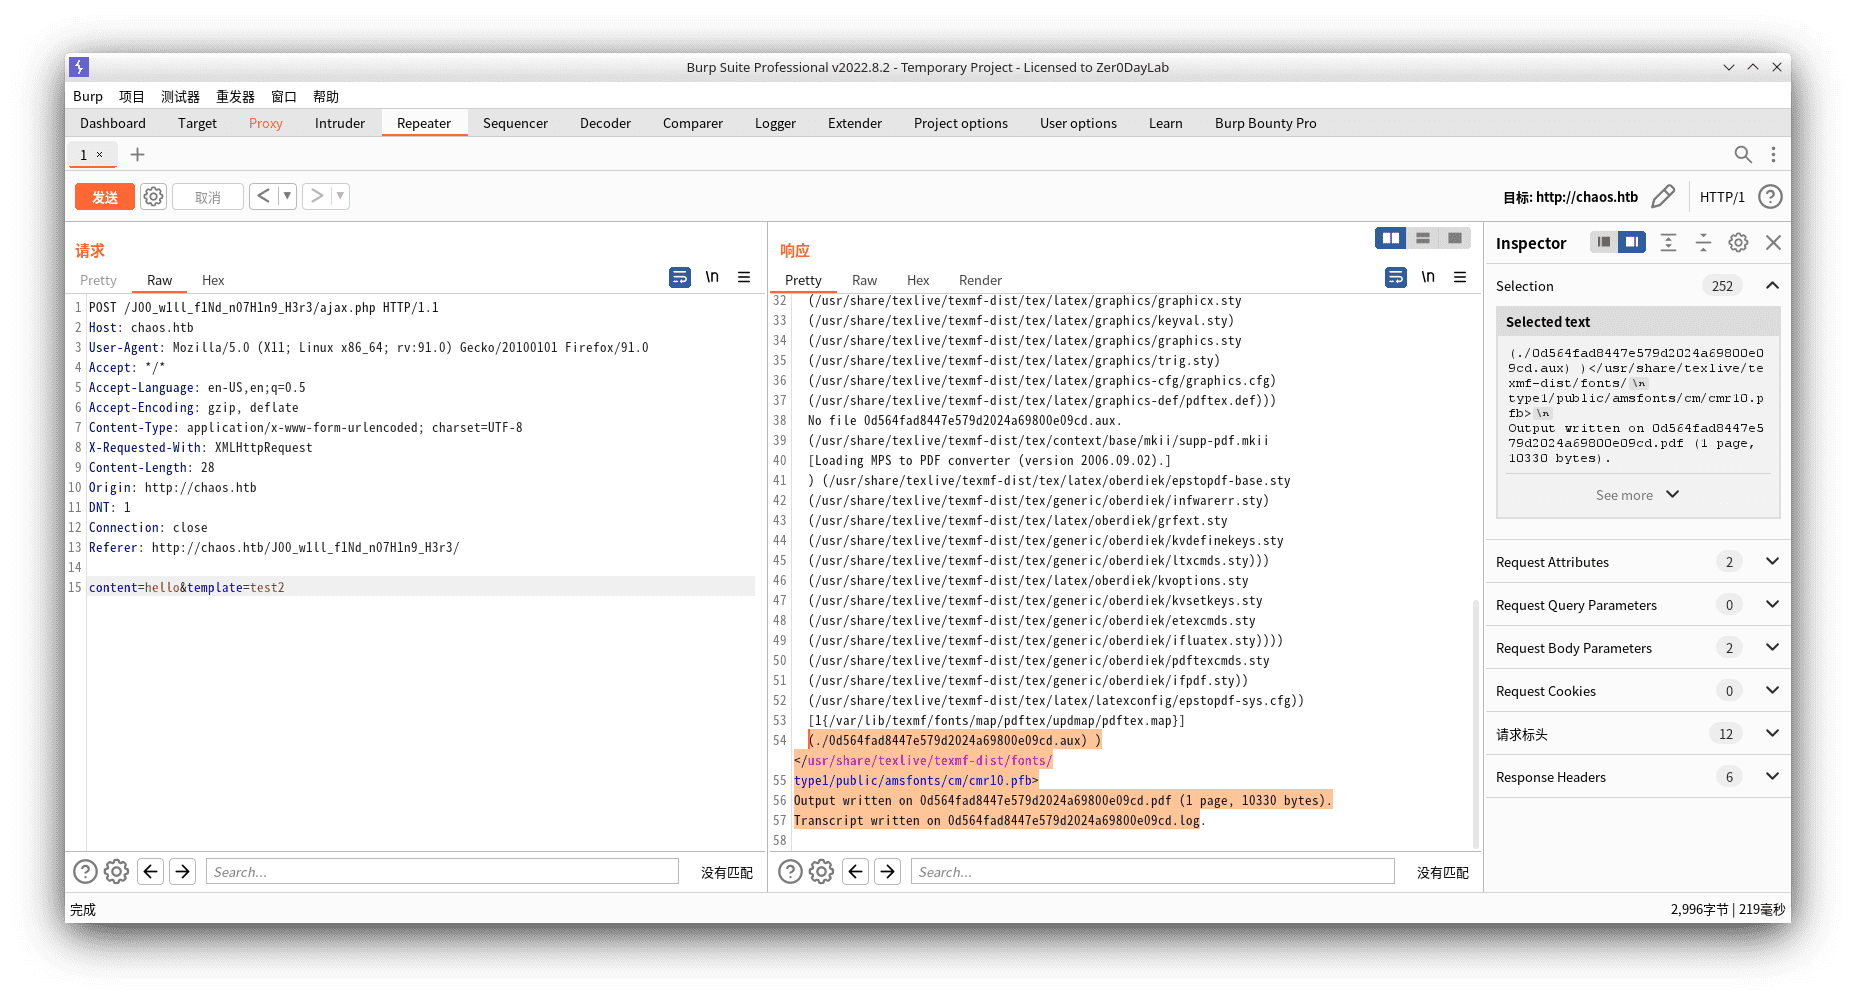 Burp Suite Professional v2022.8.2 - Temporary Project - Licensed to Zer0DayLab
Burp 项目 测试器 重发器 窗口 帮助
Dashboard Target Proxy Intruder Repeater Sequencer Decoder Comparer Logger Extender Project options User options Learn Burp Bounty Pro
1 × +
发送 取消 < > 目标: http://chaos.htb HTTP/1 ?
请求
Pretty Raw Hex \n
1 POST /J00_w1ll_f1Nd_n07H1n9_H3r3/ajax.php HTTP/1.1
2 Host: chaos.htb
3 User-Agent: Mozilla/5.0 (X11; Linux x86_64; rv:91.0) Gecko/20100101 Firefox/91.0
4 Accept: */*
5 Accept-Language: en-US,en;q=0.5
6 Accept-Encoding: gzip, deflate
7 Content-Type: application/x-www-form-urlencoded; charset=UTF-8
8 X-Requested-With: XMLHttpRequest
9 Content-Length: 28
10 Origin: http://chaos.htb
11 DNT: 1
12 Connection: close
13 Referer: http://chaos.htb/J00_w1ll_f1Nd_n07H1n9_H3r3/
14
15 content=hello&template=test2
? Search... 没有匹配
响应
Pretty Raw Hex Render \n
32 (/usr/share/texlive/texmf-dist/tex/latex/graphics/graphicx.sty
33 (/usr/share/texlive/texmf-dist/tex/latex/graphics/keyval.sty)
34 (/usr/share/texlive/texmf-dist/tex/latex/graphics/graphics.sty
35 (/usr/share/texlive/texmf-dist/tex/latex/graphics/trig.sty)
36 (/usr/share/texlive/texmf-dist/tex/latex/graphics-cfg/graphics.cfg)
37 (/usr/share/texlive/texmf-dist/tex/latex/graphics-def/pdftex.def)))
38 No file 0d564fad8447e579d2024a69800e09cd.aux.
39 (/usr/share/texlive/texmf-dist/tex/context/base/mkii/supp-pdf.mkii
40 [Loading MPS to PDF converter (version 2006.09.02).]
41 ) (/usr/share/texlive/texmf-dist/tex/latex/oberdiek/epstopdf-base.sty
42 (/usr/share/texlive/texmf-dist/tex/generic/oberdiek/infwarerr.sty)
43 (/usr/share/texlive/texmf-dist/tex/latex/oberdiek/grfext.sty
44 (/usr/share/texlive/texmf-dist/tex/generic/oberdiek/kvdefinekeys.sty
45 (/usr/share/texlive/texmf-dist/tex/generic/oberdiek/ltxcmds.sty)))
46 (/usr/share/texlive/texmf-dist/tex/latex/oberdiek/kvoptions.sty
47 (/usr/share/texlive/texmf-dist/tex/generic/oberdiek/kvsetkeys.sty
48 (/usr/share/texlive/texmf-dist/tex/generic/oberdiek/etexcmds.sty
49 (/usr/share/texlive/texmf-dist/tex/generic/oberdiek/ifluatex.sty))))
50 (/usr/share/texlive/texmf-dist/tex/generic/oberdiek/pdftexcmds.sty
51 (/usr/share/texlive/texmf-dist/tex/generic/oberdiek/ifpdf.sty))
52 (/usr/share/texlive/texmf-dist/tex/latex/latexconfig/epstopdf-sys.cfg))
53 [1{/var/lib/texmf/fonts/map/pdftex/updmap/pdftex.map}]
54 (./0d564fad8447e579d2024a69800e09cd.aux) )
</usr/share/texlive/texmf-dist/fonts/
55 type1/public/amsfonts/cm/cmr10.pfb>
56 Output written on 0d564fad8447e579d2024a69800e09cd.pdf (1 page, 10330 bytes).
57 Transcript written on 0d564fad8447e579d2024a69800e09cd.log.
58
? Search... 没有匹配
Inspector
Selection 252
Selected text
(./0d564fad8447e579d2024a69800e0
9cd.aux) )</usr/share/texlive/te
xmf-dist/fonts/ \n
type1/public/amsfonts/cm/cmr10.p
fb> \n
Output written on 0d564fad8447e5
79d2024a69800e09cd.pdf (1 page,
10330 bytes).
See more
Request Attributes 2
Request Query Parameters 0
Request Body Parameters 2
Request Cookies 0
请求标头 12
Response Headers 6
完成 2,996字节 | 219毫秒